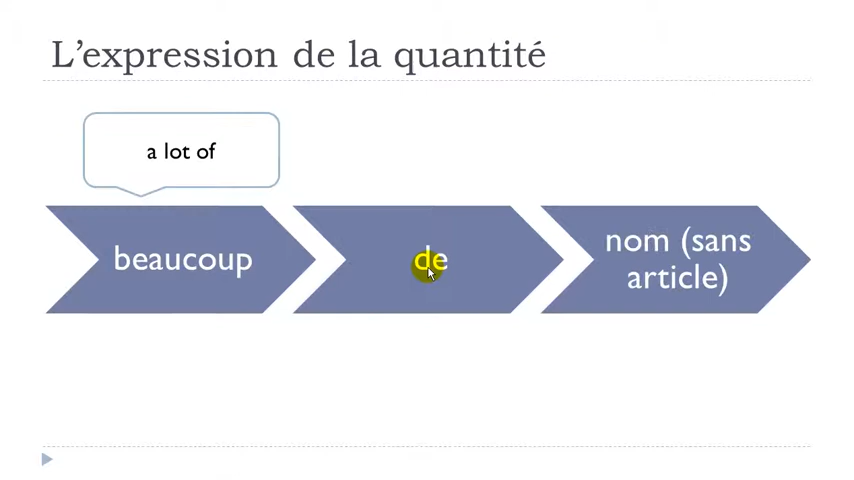 L'expression de la quantité
a lot of
beaucoup
de
nom (sans
article)